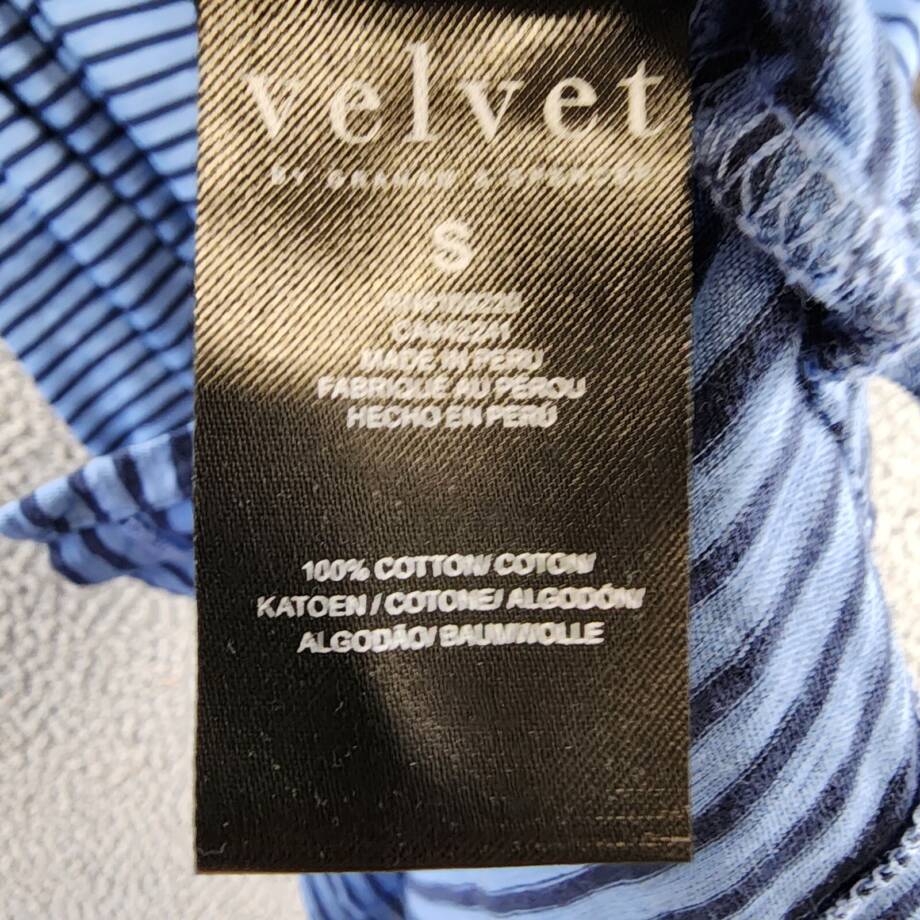 velvet
BY GRAHAM & SPENCER
S
MADE IN PERU
FABRIQUE AU PEROU
HECHO EN PERÚ
100% COTTON/ COTON/
KATOEN / COTONE/ ALGODÓN/
ALGODÃO/ BAUMWOLLE